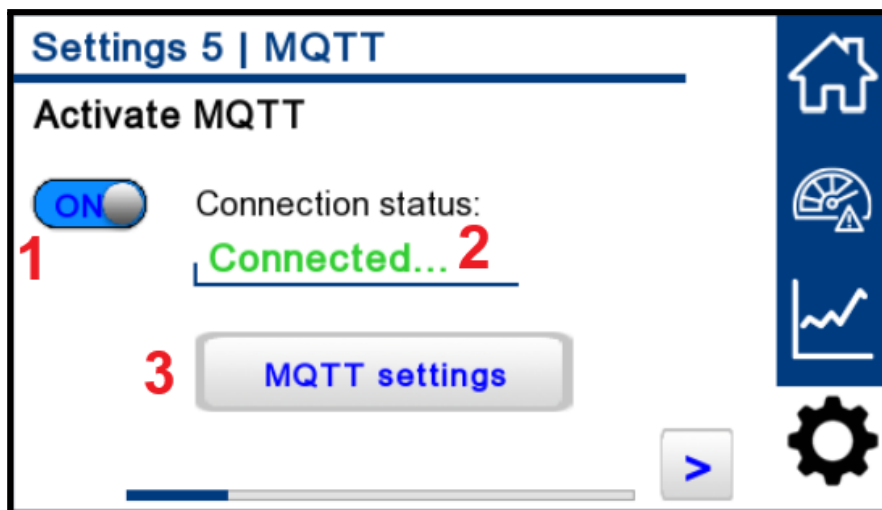 Settings 5 | MQTT
Activate MQTT
ON
Connection status:
1
Connected... 2
3
MQTT settings
>